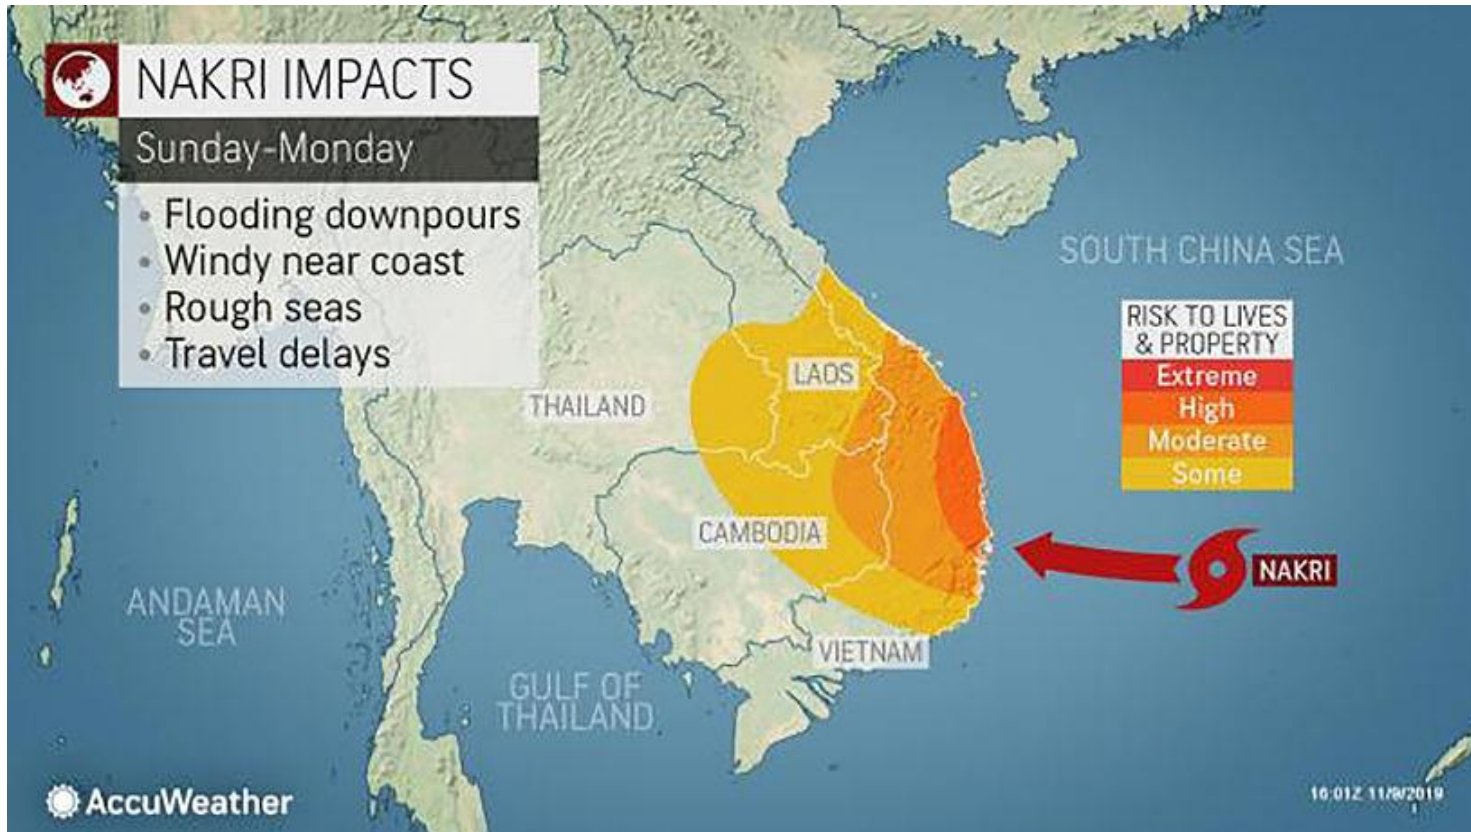 NAKRI IMPACTS
Sunday-Monday
• Flooding downpours
• Windy near coast
• Rough seas
• Travel delays
SOUTH CHINA SEA
RISK TO LIVES
& PROPERTY
Extreme
High
Moderate
Some
LAOS
THAILAND
CAMBODIA
NAKRI
ANDAMAN
SEA
VIETNAM
GULF OF
THAILAND
AccuWeather
16:01Z 11/9/2019